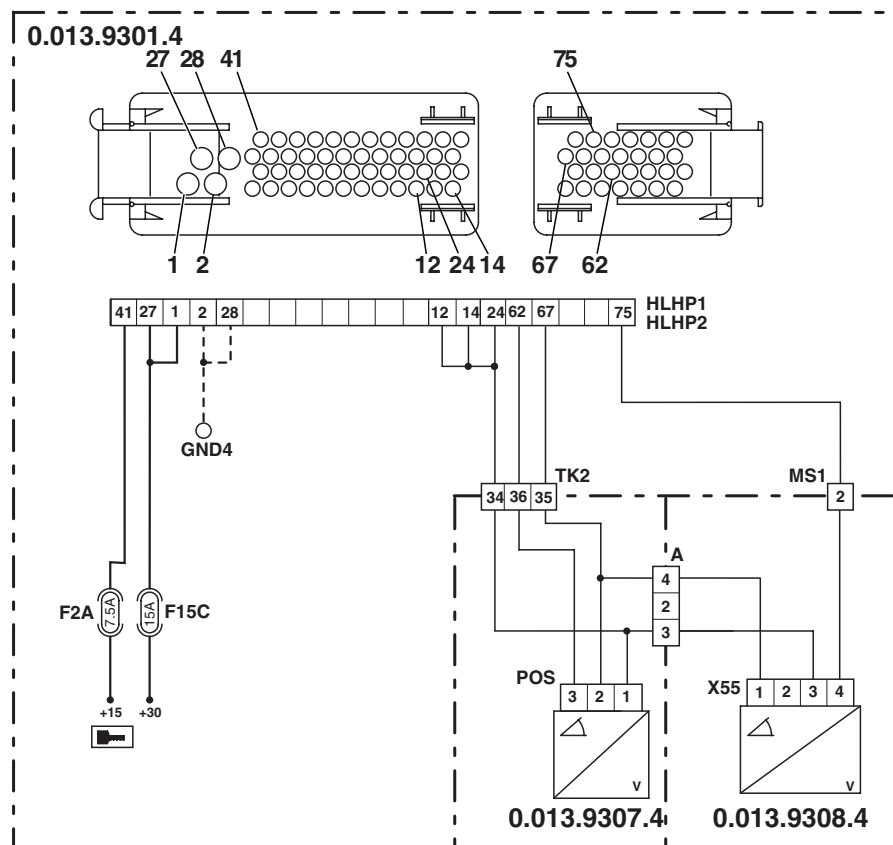 0.013.9301.4
27 28 41 75
1 2 12 24 14 67 62
41 27 1 2 28 12 14 24 62 67 75 HLHP1
HLHP2
GND4
TK2 MS1
34 36 35 2
A
4
2
3
F2A 7.5A 15A F15C
POS 3 2 1
X55 1 2 3 4
+15 +30
V V
0.013.9307.4 0.013.9308.4